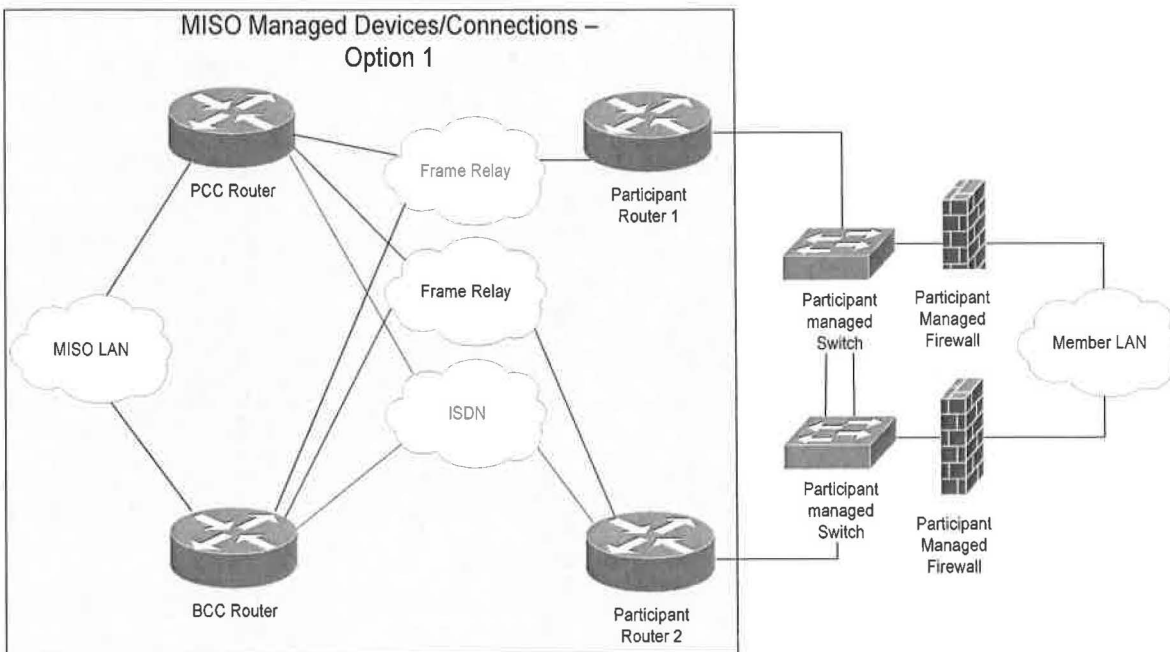 MISO Managed Devices/Connections –
Option 1
PCC Router
Frame Relay
Participant
Router 1
Frame Relay
MISO LAN
ISDN
BCC Router
Participant
Router 2
Participant
managed
Switch
Participant
Managed
Firewall
Member LAN
Participant
managed
Switch
Participant
Managed
Firewall